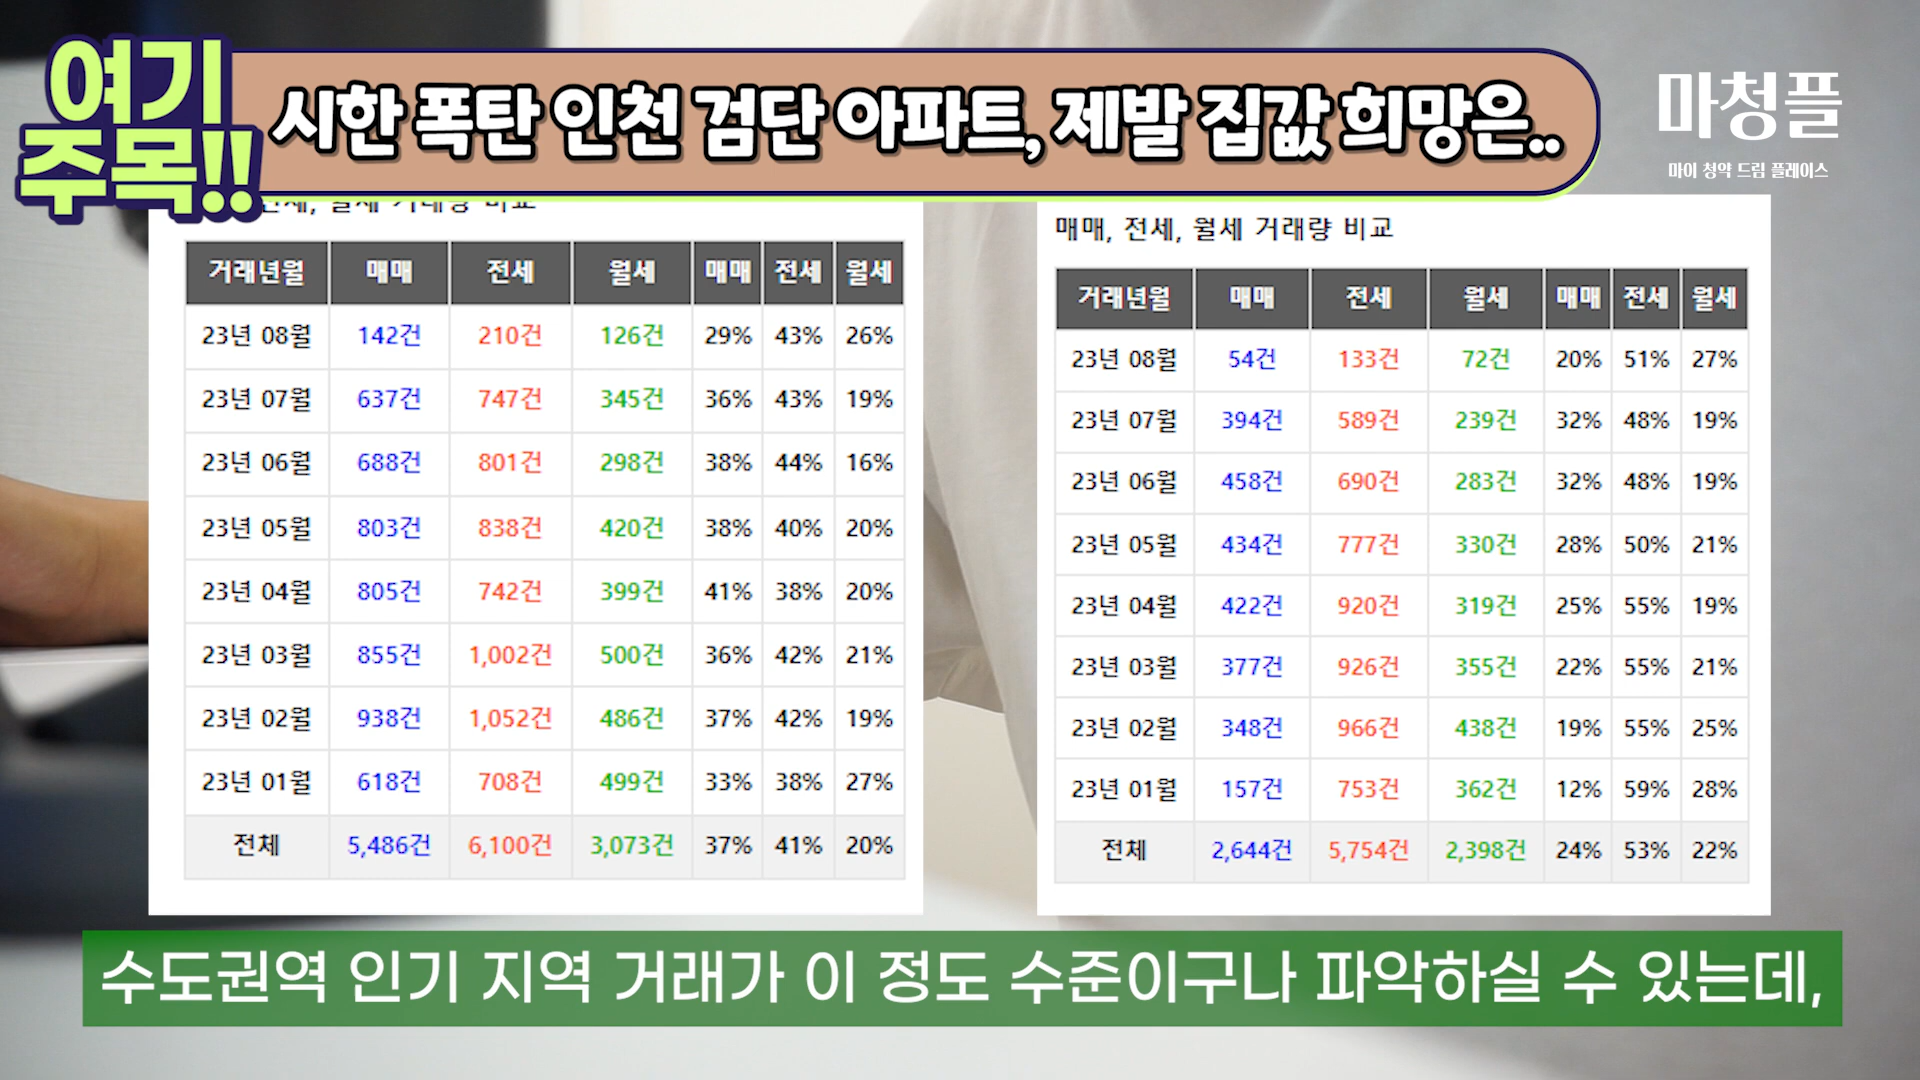 여기
주목!!
시한 폭탄 인천 검단 아파트, 제발 집값 희망은..
마청플
마이 청약 드림 플레이스
전세, 월세 거래량 비교
거래년월 매매 전세 월세 매매 전세 월세
23년 08월 142건 210건 126건 29% 43% 26%
23년 07월 637건 747건 345건 36% 43% 19%
23년 06월 688건 801건 298건 38% 44% 16%
23년 05월 803건 838건 420건 38% 40% 20%
23년 04월 805건 742건 399건 41% 38% 20%
23년 03월 855건 1,002건 500건 36% 42% 21%
23년 02월 938건 1,052건 486건 37% 42% 19%
23년 01월 618건 708건 499건 33% 38% 27%
전체 5,486건 6,100건 3,073건 37% 41% 20%
매매, 전세, 월세 거래량 비교
거래년월 매매 전세 월세 매매 전세 월세
23년 08월 54건 133건 72건 20% 51% 27%
23년 07월 394건 589건 239건 32% 48% 19%
23년 06월 458건 690건 283건 32% 48% 19%
23년 05월 434건 777건 330건 28% 50% 21%
23년 04월 422건 920건 319건 25% 55% 19%
23년 03월 377건 926건 355건 22% 55% 21%
23년 02월 348건 966건 438건 19% 55% 25%
23년 01월 157건 753건 362건 12% 59% 28%
전체 2,644건 5,754건 2,398건 24% 53% 22%
수도권역 인기 지역 거래가 이 정도 수준이구나 파악하실 수 있는데,